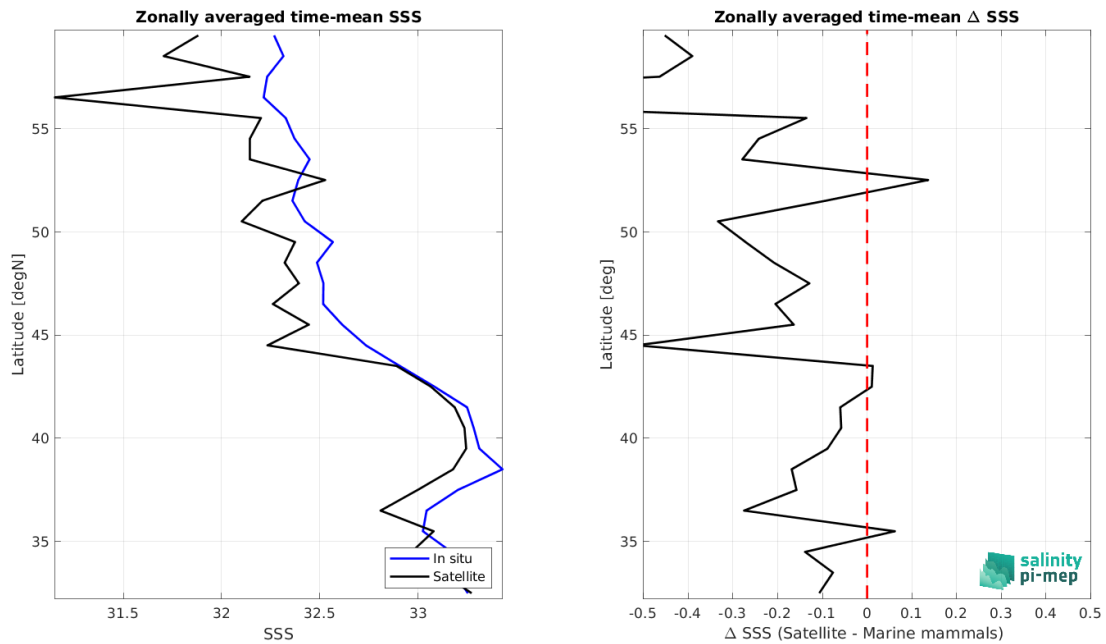 Zonally averaged time-mean SSS
55
50
45
40
35
Latitude [degN]
31.5 32 32.5 33
SSS
In situ
Satellite
Zonally averaged time-mean Δ SSS
55
50
45
40
35
Latitude [deg]
-0.5 -0.4 -0.3 -0.2 -0.1 0 0.1 0.2 0.3 0.4 0.5
Δ SSS (Satellite - Marine mammals)
salinity
pi-mep